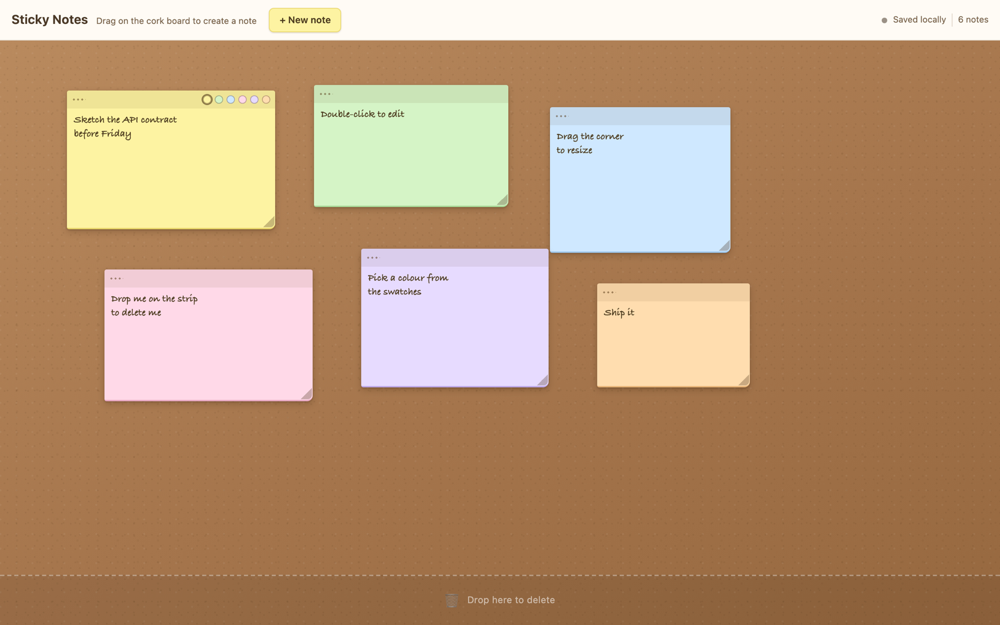 Sticky Notes Drag on the cork board to create a note + New note Saved locally 6 notes
Sketch the API contract
before Friday
Double-click to edit
Drag the corner
to resize
Drop me on the strip
to delete me
Pick a colour from
the swatches
Ship it
Drop here to delete